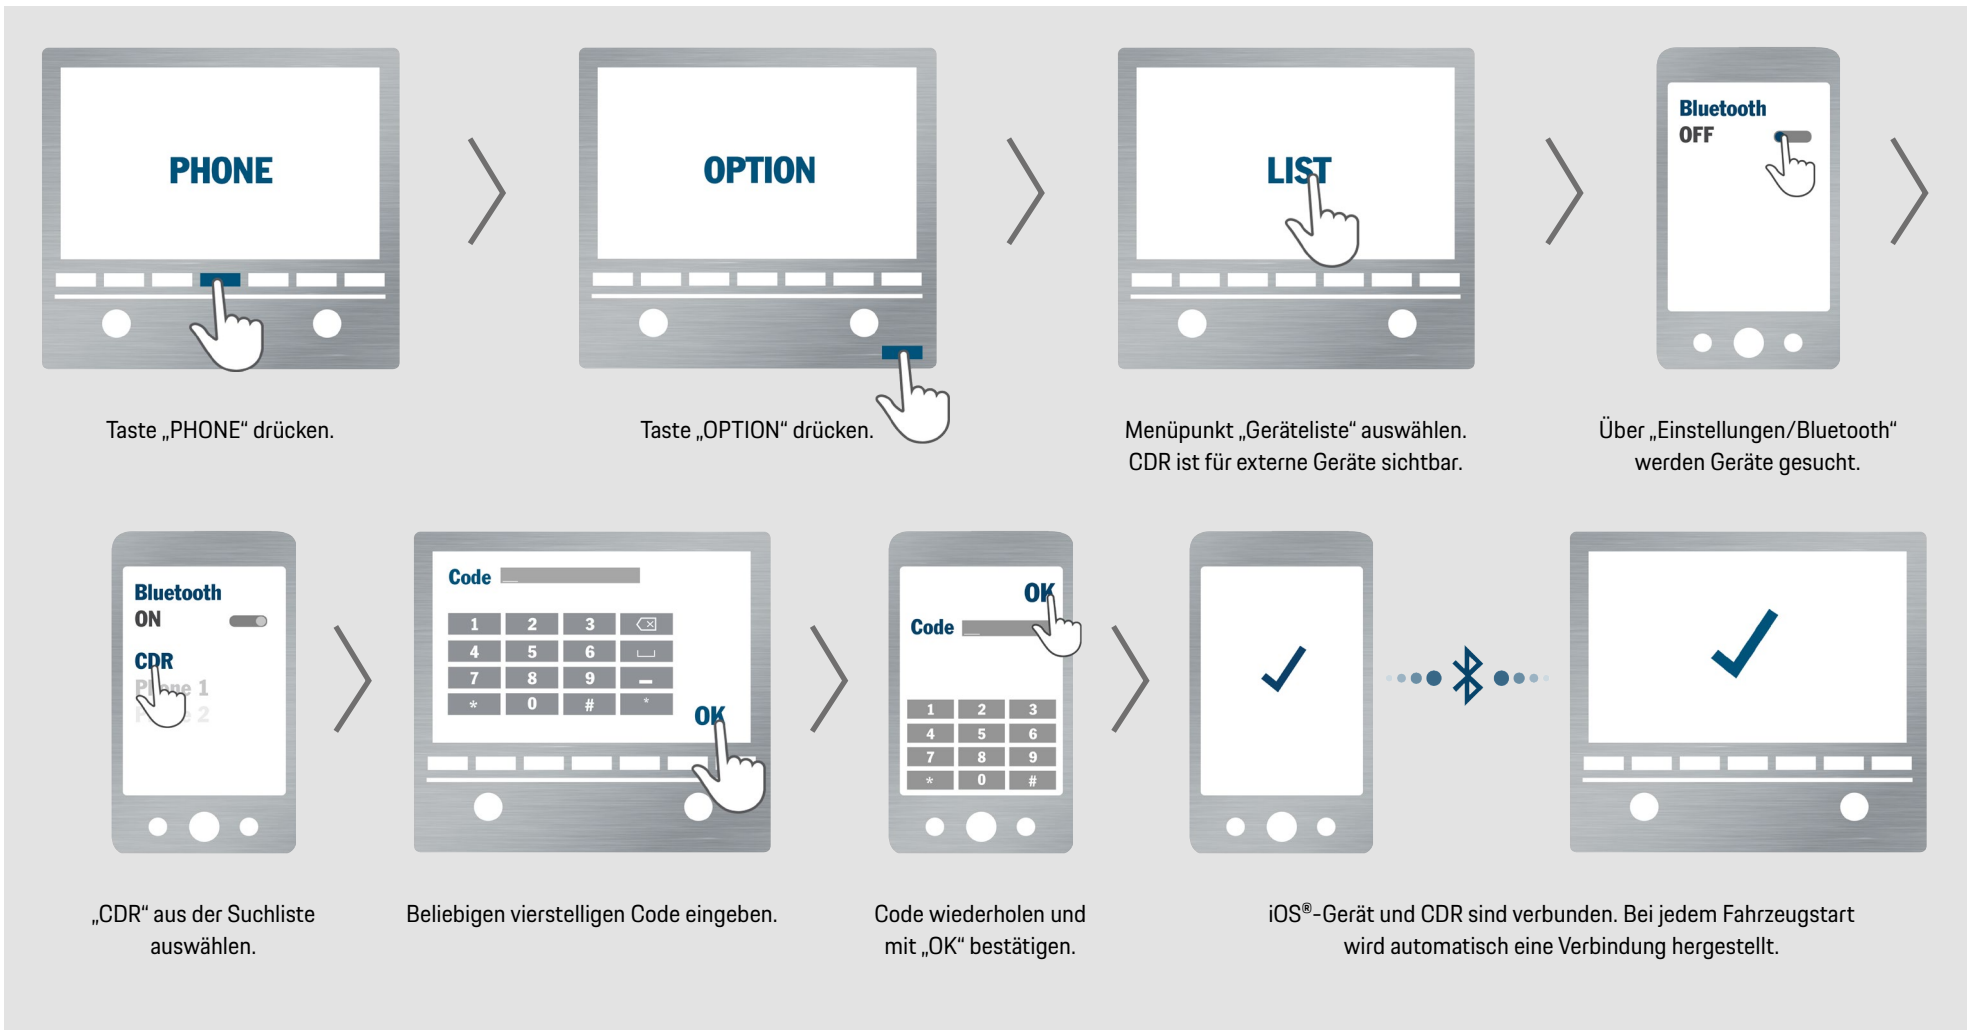 PHONE
OPTION
LIST
Bluetooth
OFF
Taste „PHONE“ drücken.
Taste „OPTION“ drücken.
Menüpunkt „Geräteliste“ auswählen.
CDR ist für externe Geräte sichtbar.
Über „Einstellungen/Bluetooth“
werden Geräte gesucht.
Bluetooth
ON
CDR
Phone 1
2
Code
1 2 3
4 5 6
7 8 9
* 0 # *
OK
OK
Code
1 2 3
4 5 6
7 8 9
* 0 #
„CDR“ aus der Suchliste
auswählen.
Beliebigen vierstelligen Code eingeben.
Code wiederholen und
mit „OK“ bestätigen.
iOS®-Gerät und CDR sind verbunden. Bei jedem Fahrzeugstart
wird automatisch eine Verbindung hergestellt.